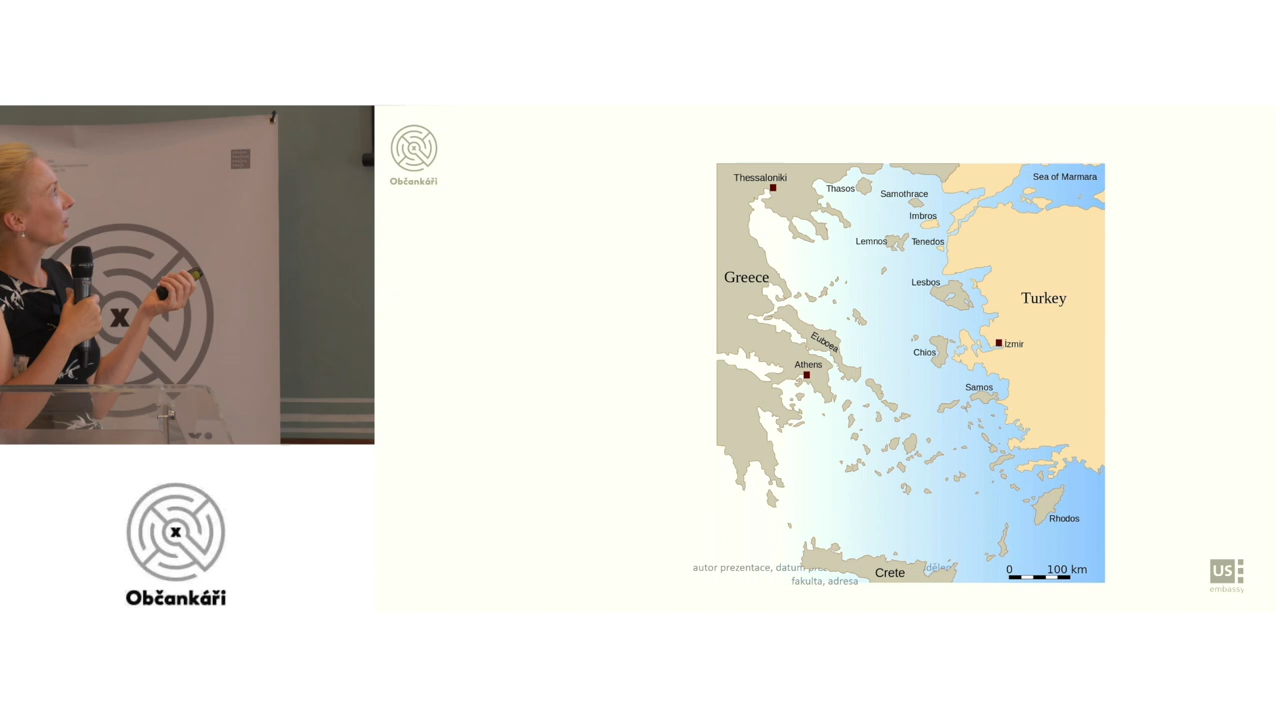 Občankáři
Thessaloniki
Thasos
Samothrace
Sea of Marmara
Imbros
Lemnos
Tenedos
Greece
Lesbos
Turkey
Euboea
Chios
İzmir
Athens
Samos
Rhodos
autor prezentace, datum
fakulta, adresa
Crete
0 100 km
US
embassy
x
x
Občankáři